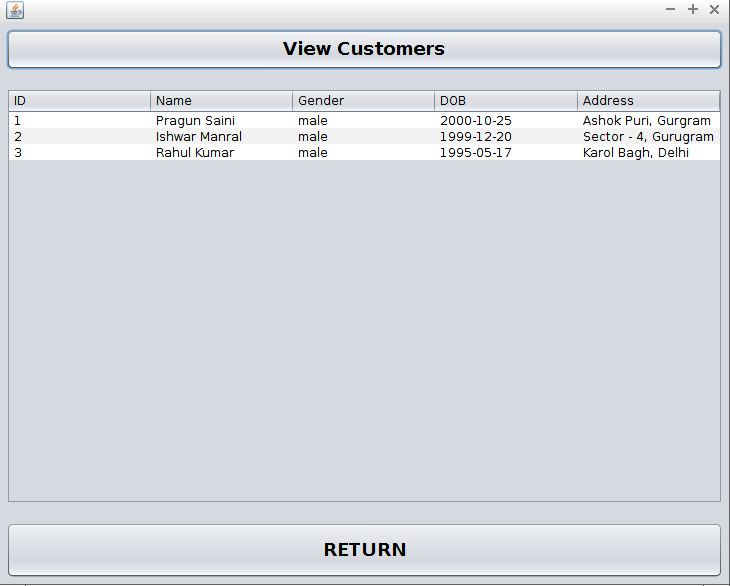 View Customers
ID Name Gender DOB Address
1 Pragun Saini male 2000-10-25 Ashok Puri, Gurgram
2 Ishwar Manral male 1999-12-20 Sector - 4, Gurugram
3 Rahul Kumar male 1995-05-17 Karol Bagh, Delhi
RETURN